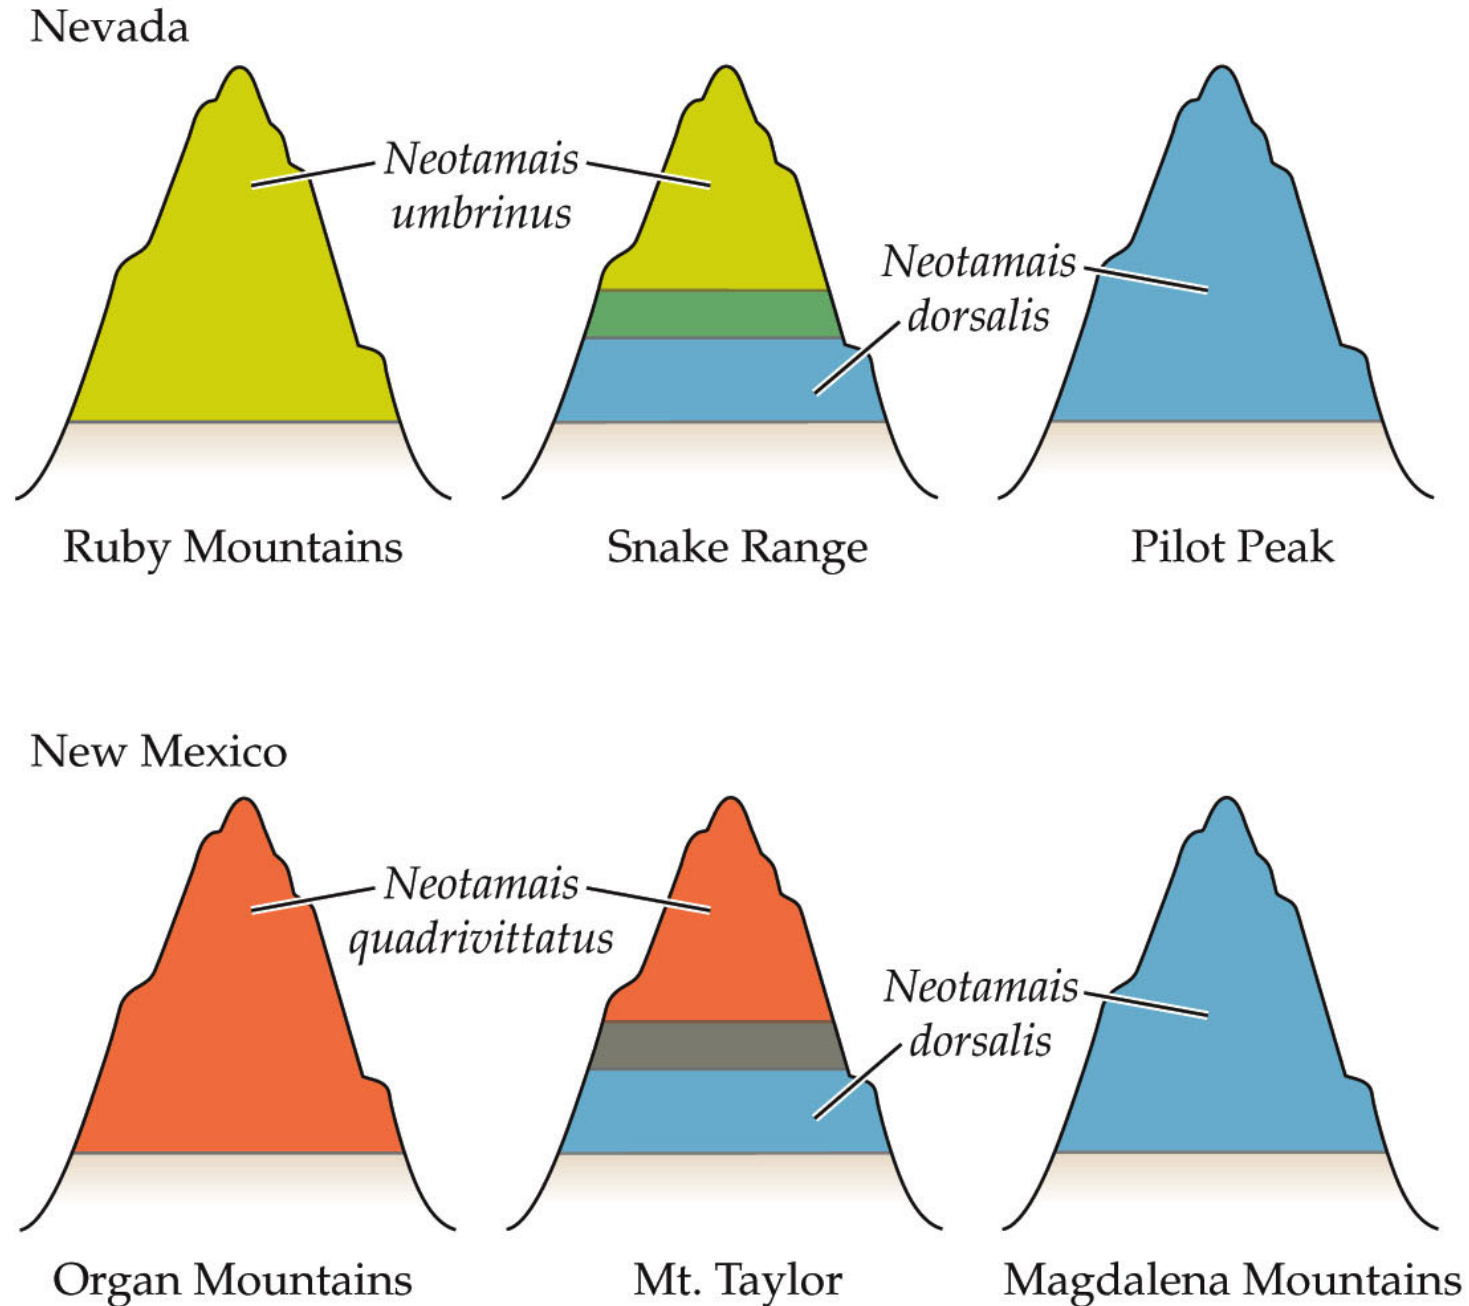 Nevada
Neotamais
umbrinus
Neotamais
dorsalis
Ruby Mountains
Snake Range
Pilot Peak
New Mexico
Neotamais
quadrivittatus
Neotamais
dorsalis
Organ Mountains
Mt. Taylor
Magdalena Mountains